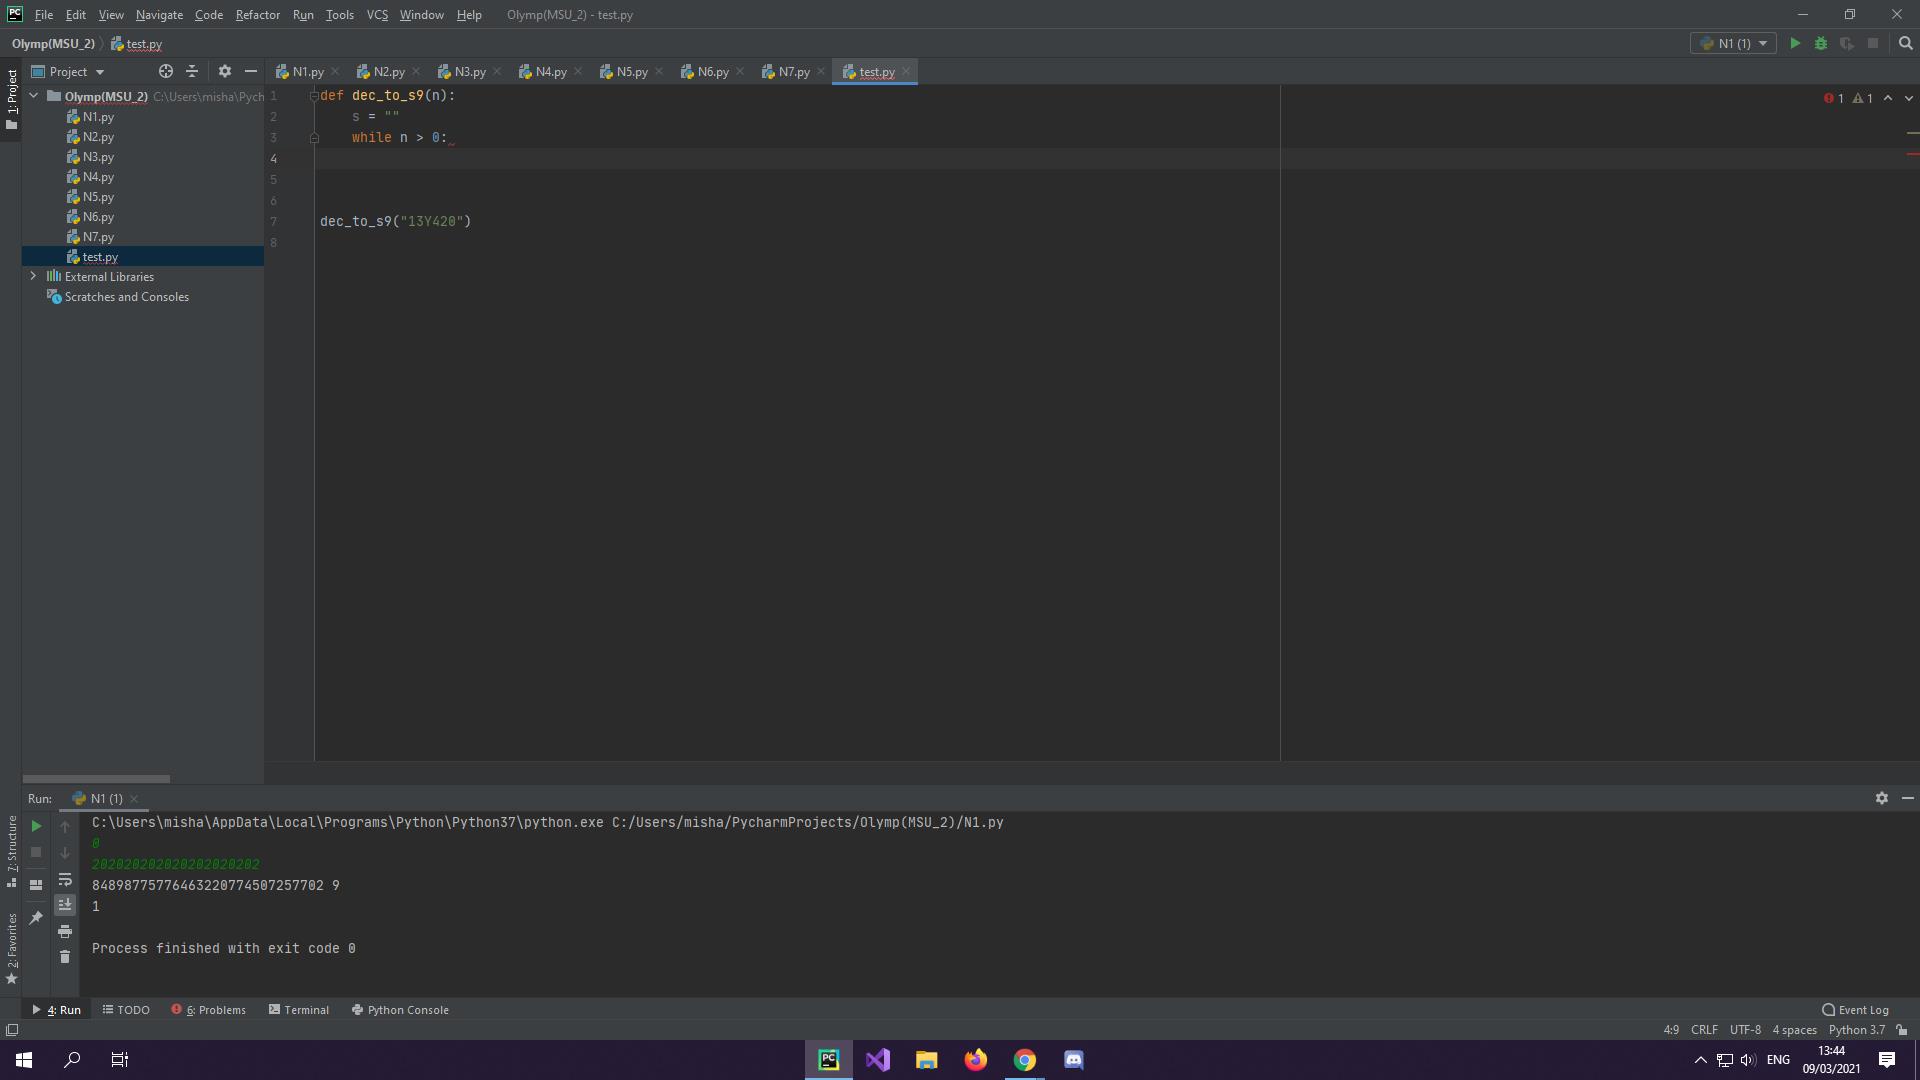 PC File Edit View Navigate Code Refactor Run Tools VCS Window Help Olymp(MSU_2) - test.py
Olymp(MSU_2) test.py N1 (1)
1: Project
Project
N1.py N2.py N3.py N4.py N5.py N6.py N7.py test.py
Olymp(MSU_2) C:\Users\misha\Pych
N1.py
N2.py
N3.py
N4.py
N5.py
N6.py
N7.py
test.py
External Libraries
Scratches and Consoles
1 def dec_to_s9(n):
2 s = ""
3 while n > 0:
4
5
6
7 dec_to_s9("13Y420")
8
1 1
Run: N1 (1)
7: Structure
2: Favorites
C:\Users\misha\AppData\Local\Programs\Python\Python37\python.exe C:/Users/misha/PycharmProjects/Olymp(MSU_2)/N1.py
0
202020202020202020202
8489877577646322077450725770​2 9
1
Process finished with exit code 0
4: Run TODO 6: Problems Terminal Python Console Event Log
4:9 CRLF UTF-8 4 spaces Python 3.7
PC ENG 13:44
09/03/2021